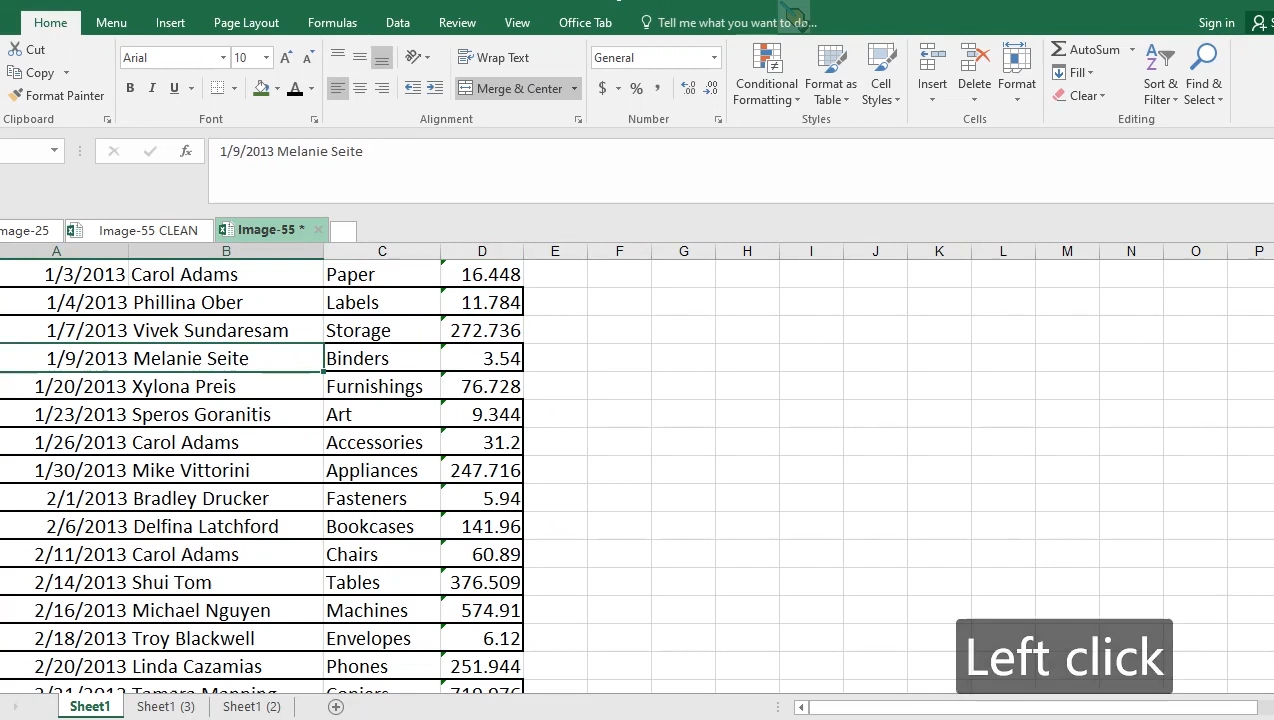 Home Menu Insert Page Layout Formulas Data Review View Office Tab Tell me what you want to do... Sign in
Cut
Copy
Format Painter
Clipboard
Arial 10 A A
B I U A
Font
Wrap Text
Merge & Center
Alignment
General
$ % ,
Number
Conditional Formatting
Format as Table
Cell Styles
Styles
Insert Delete Format
Cells
AutoSum
Fill
Clear
Sort & Filter
Find & Select
Editing
fx 1/9/2013 Melanie Seite
mage-25 Image-55 CLEAN Image-55 *
A B C D E F G H I J K L M N O P
1/3/2013 Carol Adams Paper 16.448
1/4/2013 Phillina Ober Labels 11.784
1/7/2013 Vivek Sundaresam Storage 272.736
1/9/2013 Melanie Seite Binders 3.54
1/20/2013 Xylona Preis Furnishings 76.728
1/23/2013 Speros Goranitis Art 9.344
1/26/2013 Carol Adams Accessories 31.2
1/30/2013 Mike Vittorini Appliances 247.716
2/1/2013 Bradley Drucker Fasteners 5.94
2/6/2013 Delfina Latchford Bookcases 141.96
2/11/2013 Carol Adams Chairs 60.89
2/14/2013 Shui Tom Tables 376.509
2/16/2013 Michael Nguyen Machines 574.91
2/18/2013 Troy Blackwell Envelopes 6.12
2/20/2013 Linda Cazamias Phones 251.944
Left click
Sheet1 Sheet1 (3) Sheet1 (2)